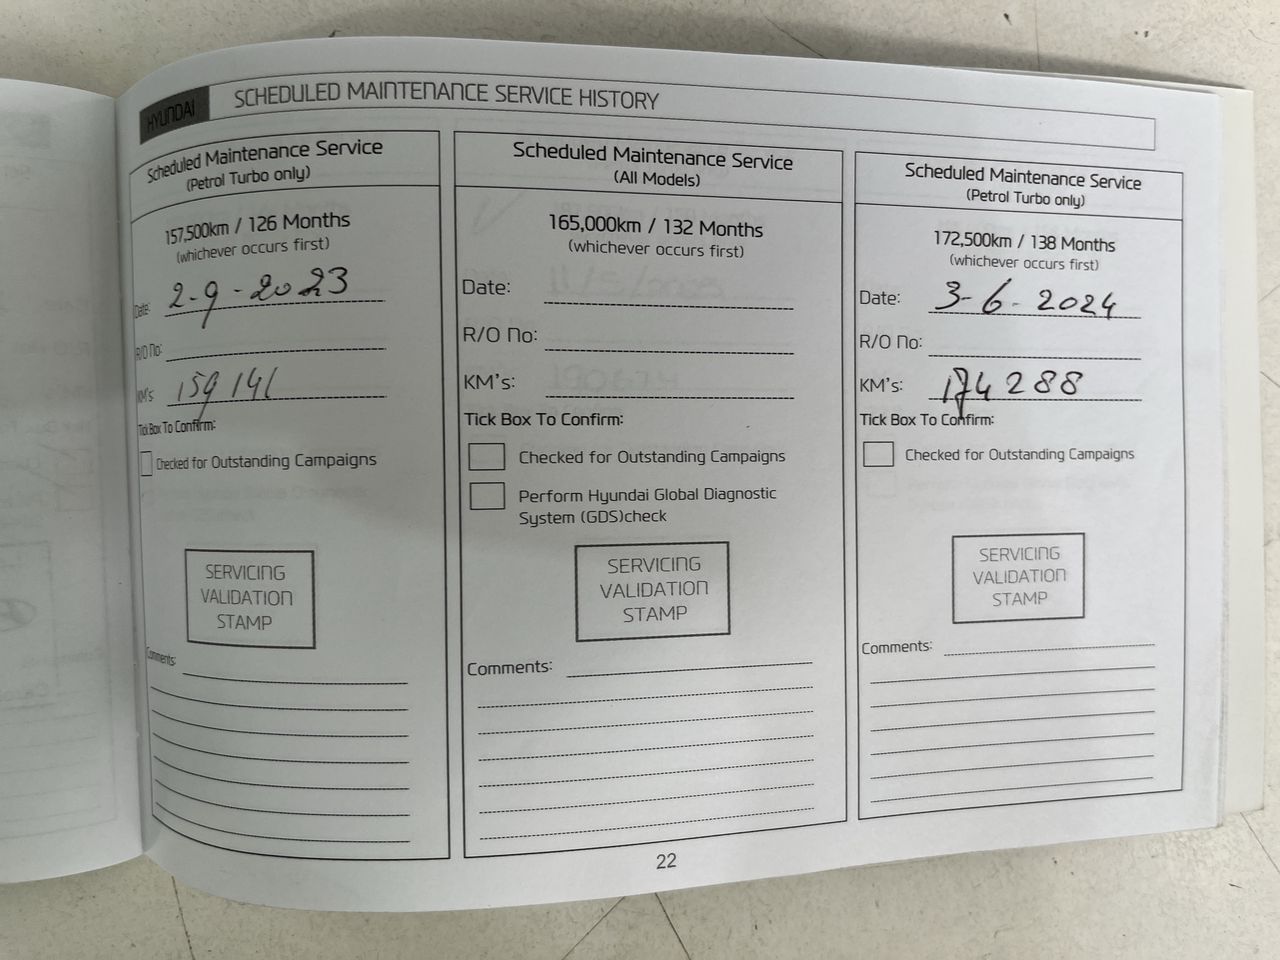 HYUNDAI
SCHEDULED MAINTENANCE SERVICE HISTORY
Scheduled Maintenance Service
(Petrol Turbo only)
157,500km / 126 Months
(whichever occurs first)
Date: 2-9-2023
R/O No:
KM's 159141
Tick Box To Confirm:
Checked for Outstanding Campaigns
SERVICING
VALIDATION
STAMP
Comments:
Scheduled Maintenance Service
(All Models)
165,000km / 132 Months
(whichever occurs first)
Date:
R/O No:
KM's:
Tick Box To Confirm:
Checked for Outstanding Campaigns
Perform Hyundai Global Diagnostic
System (GDS)check
SERVICING
VALIDATION
STAMP
Comments:
Scheduled Maintenance Service
(Petrol Turbo only)
172,500km / 138 Months
(whichever occurs first)
Date: 3-6-2024
R/O No:
KM's: 174288
Tick Box To Confirm:
Checked for Outstanding Campaigns
SERVICING
VALIDATION
STAMP
Comments:
22